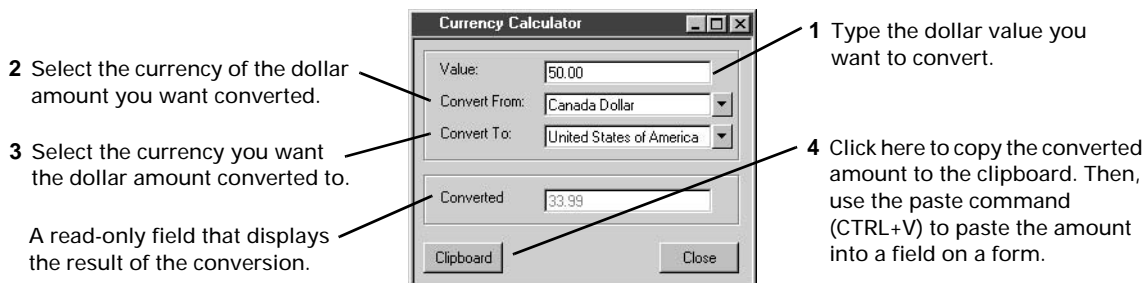 Currency Calculator
1 Type the dollar value you
want to convert.
2 Select the currency of the dollar
amount you want converted.
3 Select the currency you want
the dollar amount converted to.
A read-only field that displays
the result of the conversion.
Value:
50.00
Convert From:
Canada Dollar
Convert To:
United States of America
Converted
33.99
Clipboard
Close
4 Click here to copy the converted
amount to the clipboard. Then,
use the paste command
(CTRL+V) to paste the amount
into a field on a form.